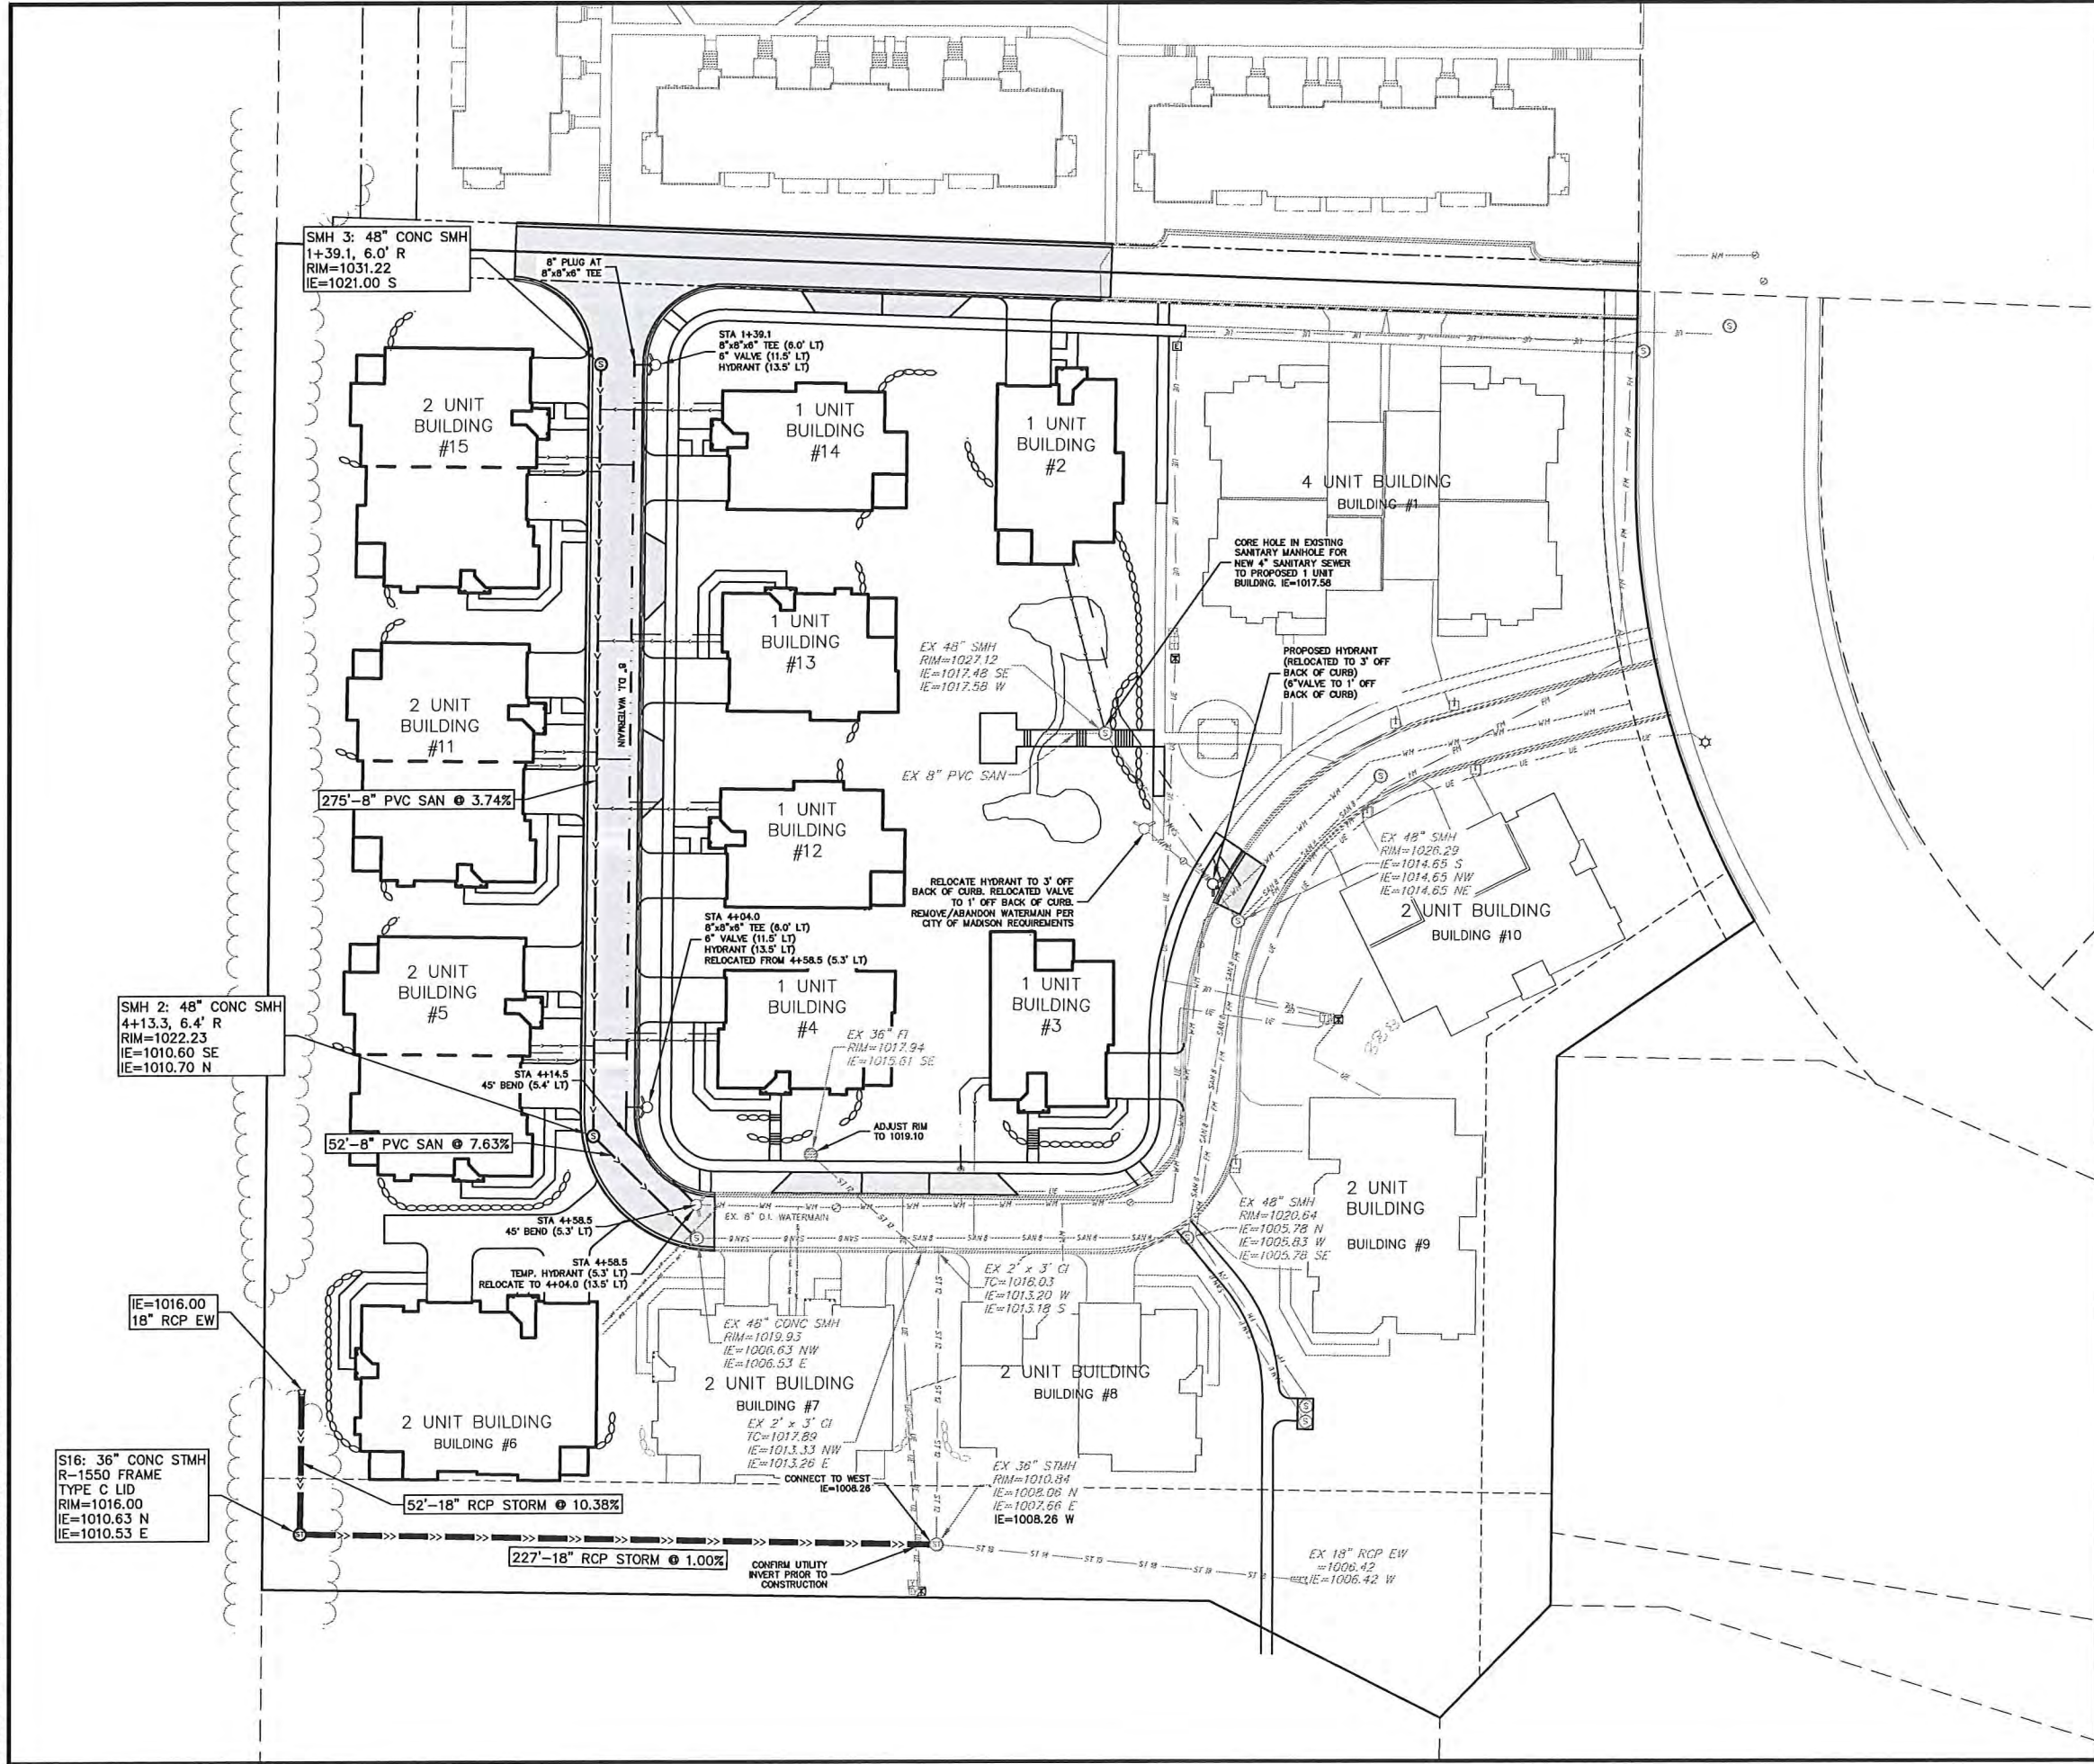 SMH 3: 48" CONC SMH
1+39.1, 6.0' R
RIM=1031.22
IE=1021.00 S
8" PLUG AT
8"x8"x6" TEE
STA 1+39.1
8"x8"x6" TEE (6.0' LT)
6" VALVE (11.5' LT)
HYDRANT (13.5' LT)
2 UNIT
BUILDING
#15
1 UNIT
BUILDING
#14
1 UNIT
BUILDING
#2
4 UNIT BUILDING
BUILDING #1
CORE HOLE IN EXISTING
SANITARY MANHOLE FOR
NEW 4" SANITARY SEWER
TO PROPOSED 1 UNIT
BUILDING. IE=1017.58
1 UNIT
BUILDING
#13
EX 48" SMH
RIM=1027.12
IE=1017.48 SE
IE=1017.58 W
PROPOSED HYDRANT
(RELOCATED TO 3' OFF
BACK OF CURB)
(6"VALVE TO 1' OFF
BACK OF CURB)
8" D.I. WATERMAIN
2 UNIT
BUILDING
#11
EX 8" PVC SAN
275'-8" PVC SAN @ 3.74%
1 UNIT
BUILDING
#12
EX 48" SMH
RIM=1026.29
IE=1014.65 S
IE=1014.65 NW
IE=1014.65 NE
2 UNIT BUILDING
BUILDING #10
RELOCATE HYDRANT TO 3' OFF
BACK OF CURB. RELOCATED VALVE
TO 1' OFF BACK OF CURB.
REMOVE/ABANDON WATERMAIN PER
CITY OF MADISON REQUIREMENTS
STA 4+04.0
8"x8"x6" TEE (6.0' LT)
6" VALVE (11.5' LT)
HYDRANT (13.5' LT)
RELOCATED FROM 4+58.5 (5.3' LT)
2 UNIT
BUILDING
#5
1 UNIT
BUILDING
#4
1 UNIT
BUILDING
#3
SMH 2: 48" CONC SMH
4+13.3, 6.4' R
RIM=1022.23
IE=1010.60 SE
IE=1010.70 N
EX 36" FI
RIM=1017.94
IE=1015.61 SE
STA 4+14.5
45° BEND (5.4' LT)
52'-8" PVC SAN @ 7.63%
ADJUST RIM
TO 1019.10
2 UNIT
BUILDING
BUILDING #9
EX 48" SMH
RIM=1020.64
IE=1005.78 N
IE=1005.83 W
IE=1005.78 SE
EX. 8" D.I. WATERMAIN
STA 4+58.5
45° BEND (5.3' LT)
STA 4+58.5
TEMP. HYDRANT (5.3' LT)
RELOCATE TO 4+04.0 (13.5' LT)
EX 2' x 3' CI
TC=1016.03
IE=1013.20 W
IE=1013.18 S
IE=1016.00
18" RCP EW
EX 48" CONC SMH
RIM=1019.93
IE=1006.63 NW
IE=1006.53 E
2 UNIT BUILDING
BUILDING #7
2 UNIT BUILDING
BUILDING #8
2 UNIT BUILDING
BUILDING #6
EX 2' x 3' CI
TC=1017.89
IE=1013.33 NW
IE=1013.26 E
S16: 36" CONC STMH
R-1550 FRAME
TYPE C LID
RIM=1016.00
IE=1010.63 N
IE=1010.53 E
52'-18" RCP STORM @ 10.38%
CONNECT TO WEST
IE=1008.26
EX 36" STMH
RIM=1010.84
IE=1008.06 N
IE=1007.66 E
IE=1008.26 W
227'-18" RCP STORM @ 1.00%
CONFIRM UTILITY
INVERT PRIOR TO
CONSTRUCTION
EX 18" RCP EW
=1006.42
IE=1006.42 W